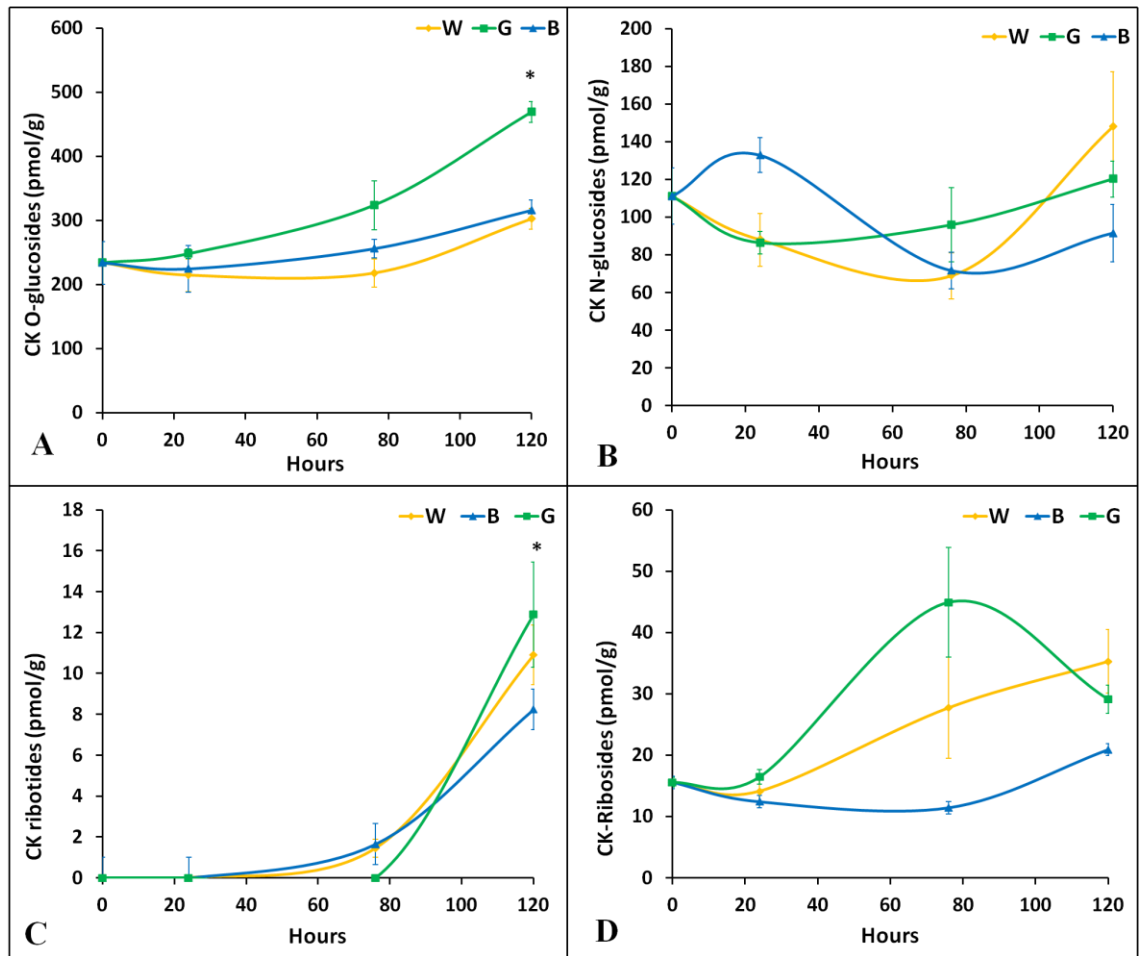 W G B
CK O-glucosides (pmol/g)
600
500
400
300
200
100
0
*
0 20 40 60 80 100 120
Hours
A
W G B
CK N-glucosides (pmol/g)
200
180
160
140
120
100
80
60
40
20
0
0 20 40 60 80 100 120
Hours
B
W B G
CK ribotides (pmol/g)
18
16
14
12
10
8
6
4
2
0
*
0 20 40 60 80 100 120
Hours
C
W B G
CK-Ribosides (pmol/g)
60
50
40
30
20
10
0
0 20 40 60 80 100 120
Hours
D